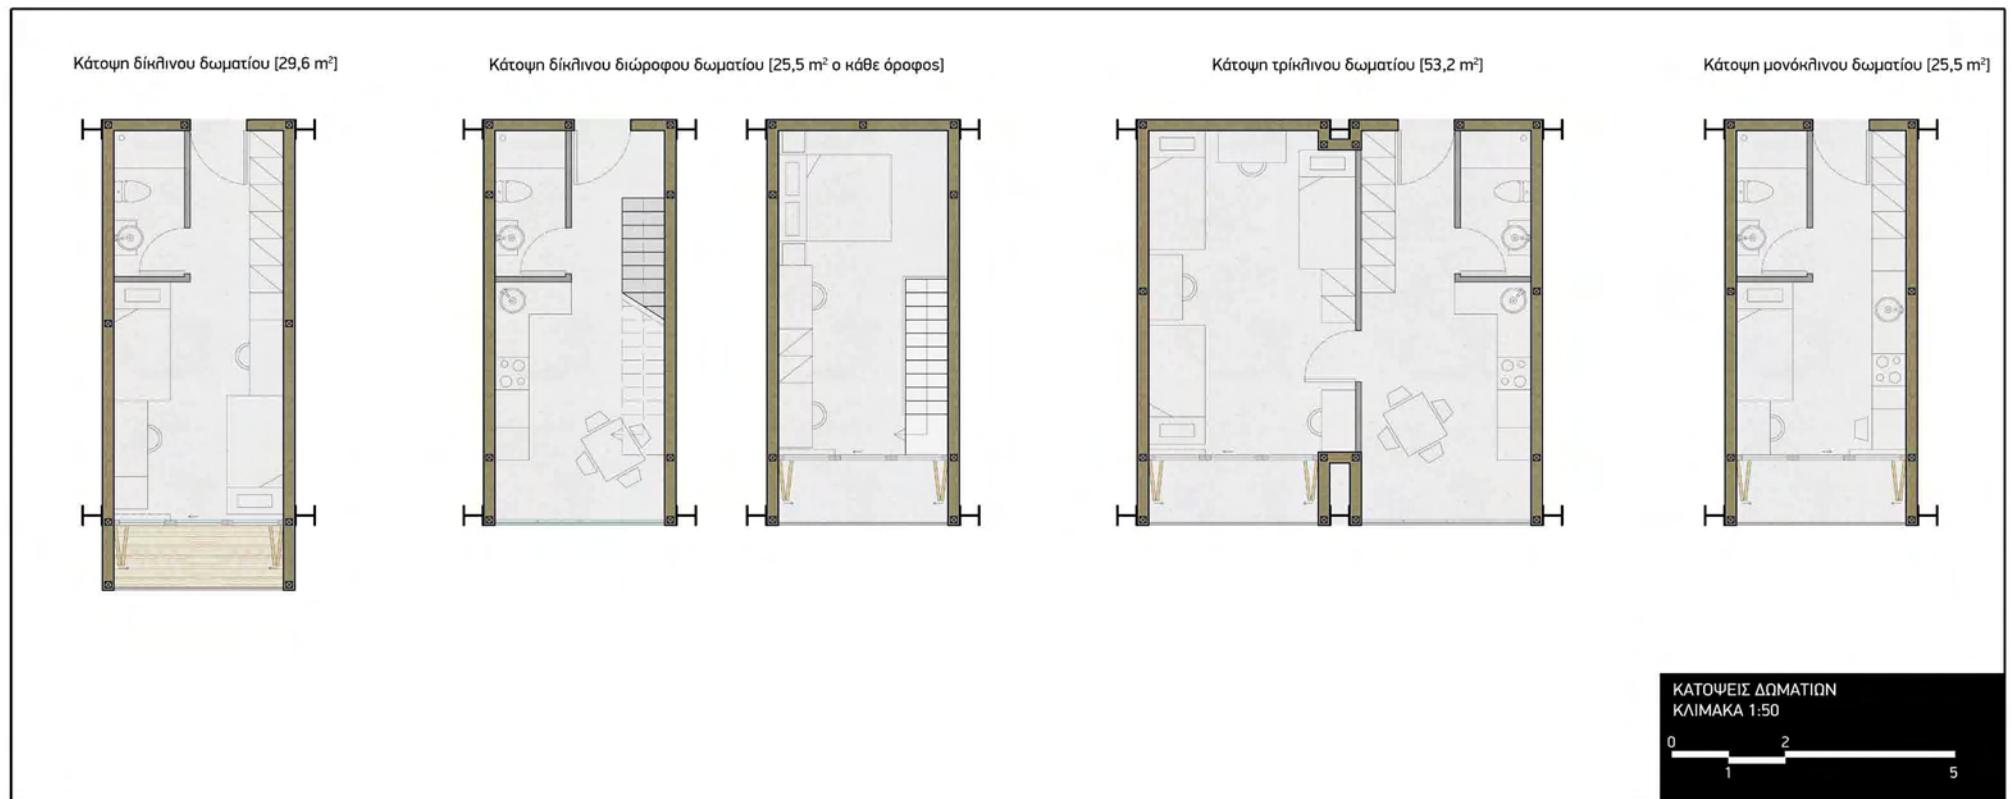 Κάτοψη δίκλινου δωματίου [29,6 m²]
Κάτοψη δίκλινου διώροφου δωματίου [25,5 m² ο κάθε όροφος]
Κάτοψη τρίκλινου δωματίου [53,2 m²]
Κάτοψη μονόκλινου δωματίου [25,5 m²]
ΚΑΤΟΨΕΙΣ ΔΩΜΑΤΙΩΝ
ΚΛΙΜΑΚΑ 1:50
0 2
1 5